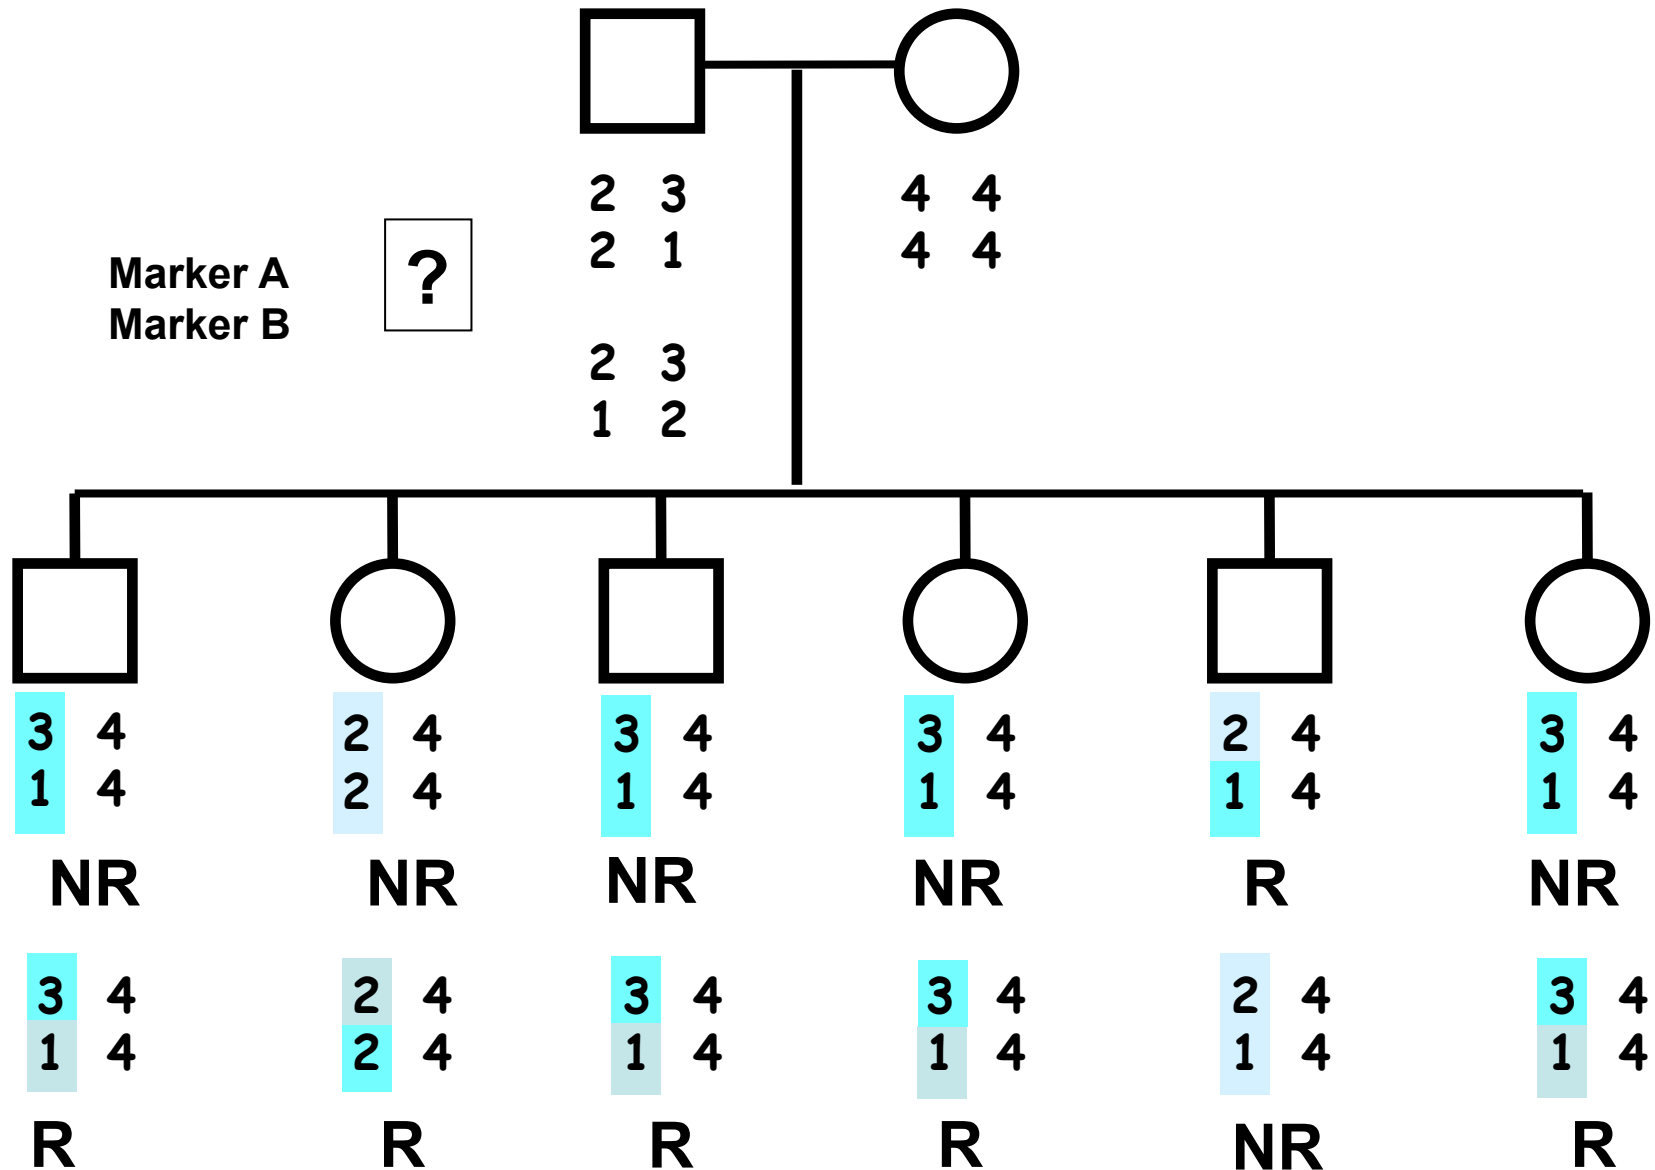 2 3 4 4
2 1 4 4
Marker A ?
Marker B
2 3
1 2
3 4 2 4 3 4 3 4 2 4 3 4
1 4 2 4 1 4 1 4 1 4 1 4
NR NR NR NR R NR
3 4 2 4 3 4 3 4 2 4 3 4
1 4 2 4 1 4 1 4 1 4 1 4
R R R R NR R